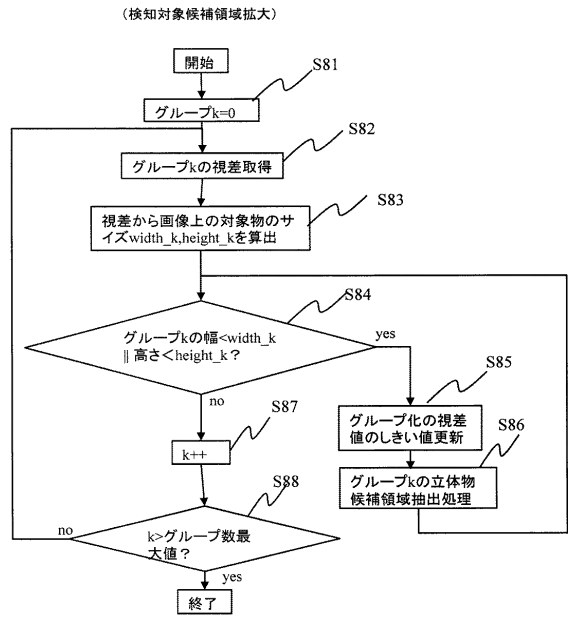 (検知対象候補領域拡大)
開始
S81
グループk=0
S82
グループkの視差取得
S83
視差から画像上の対象物のサ
イズwidth_k,height_kを算出
S84
グループkの幅<width_k
‖高さ<height_k?
yes
no
S85
グループ化の視差
値のしきい値更新
S86
グループkの立体物
候補領域抽出処理
S87
k++
S88
k>グループ数最
大値?
no
yes
終了